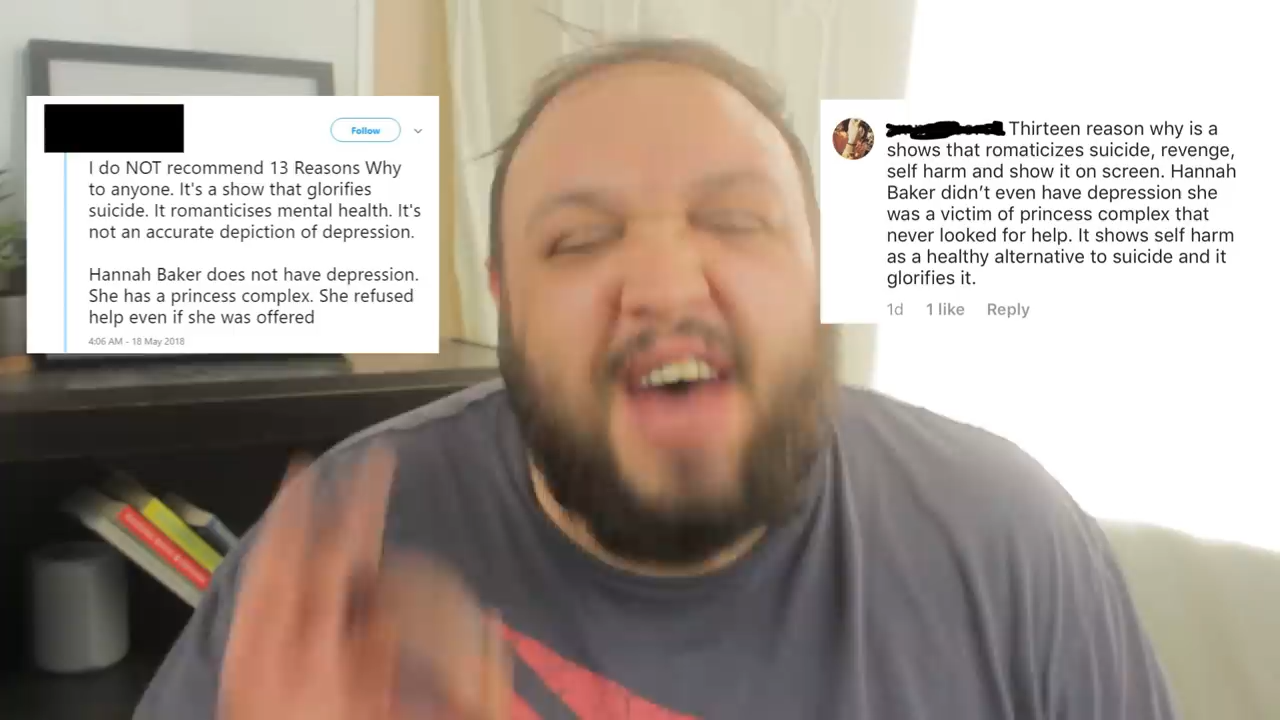 Follow
I do NOT recommend 13 Reasons Why
to anyone. It's a show that glorifies
suicide. It romanticises mental health. It's
not an accurate depiction of depression.
Hannah Baker does not have depression.
She has a princess complex. She refused
help even if she was offered
4:06 AM - 18 May 2018
Thirteen reason why is a
shows that romaticizes suicide, revenge,
self harm and show it on screen. Hannah
Baker didn't even have depression she
was a victim of princess complex that
never looked for help. It shows self harm
as a healthy alternative to suicide and it
glorifies it.
1d 1 like Reply